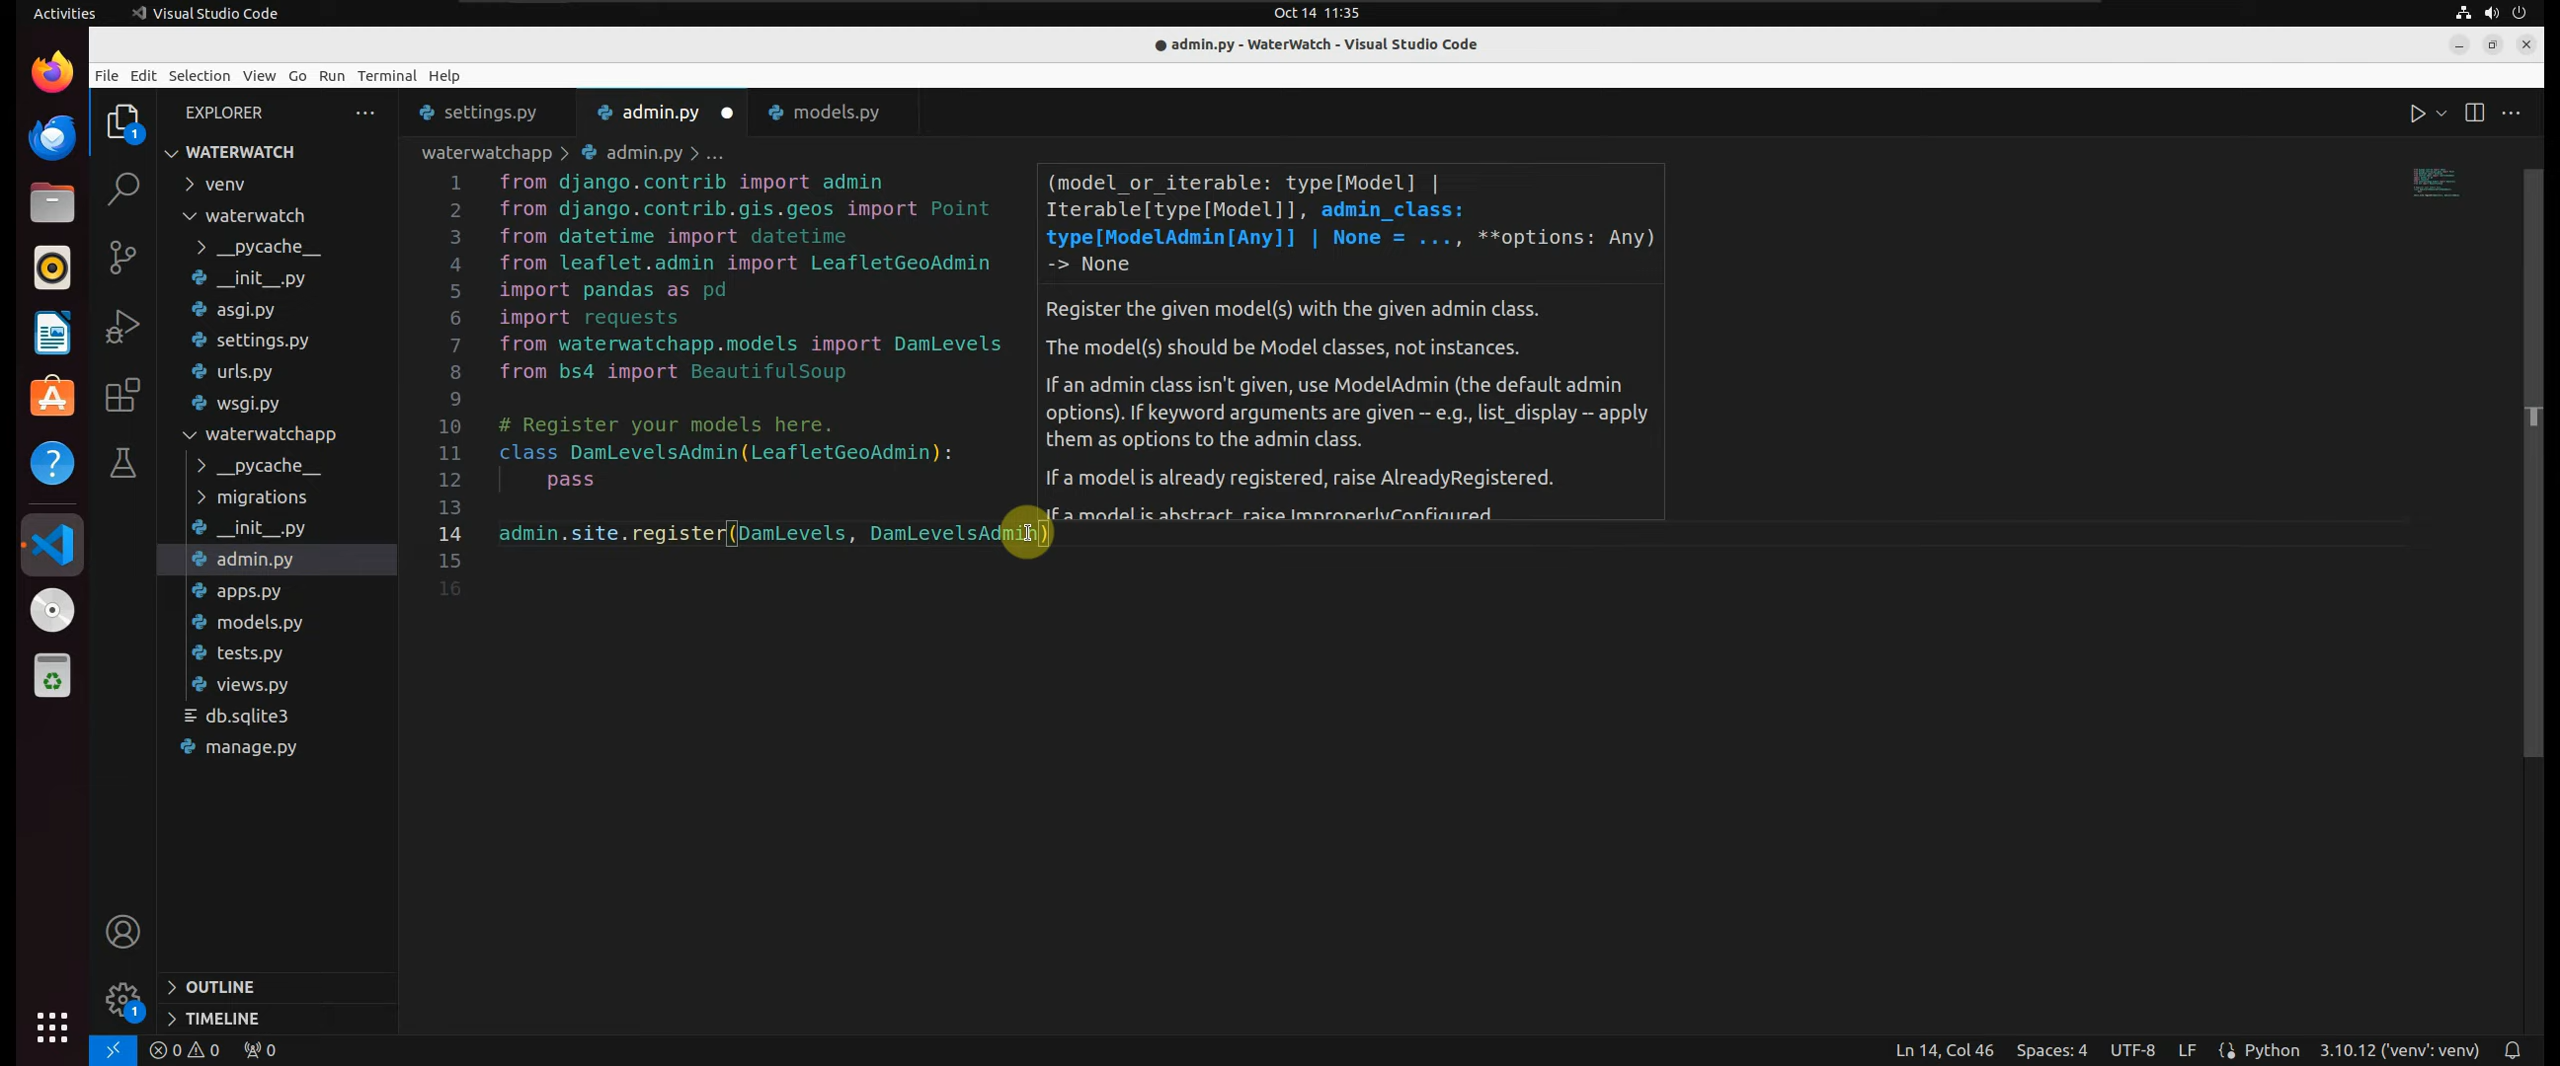 Activities
Visual Studio Code
Oct 14 11:35
● admin.py - WaterWatch - Visual Studio Code
File Edit Selection View Go Run Terminal Help
EXPLORER
WATERWATCH
venv
waterwatch
__pycache__
__init__.py
asgi.py
settings.py
urls.py
wsgi.py
waterwatchapp
__pycache__
migrations
__init__.py
admin.py
apps.py
models.py
tests.py
views.py
db.sqlite3
manage.py
OUTLINE
TIMELINE
1
1
settings.py
admin.py
models.py
waterwatchapp > admin.py > ...
1 from django.contrib import admin
2 from django.contrib.gis.geos import Point
3 from datetime import datetime
4 from leaflet.admin import LeafletGeoAdmin
5 import pandas as pd
6 import requests
7 from waterwatchapp.models import DamLevels
8 from bs4 import BeautifulSoup
9
10 # Register your models here.
11 class DamLevelsAdmin(LeafletGeoAdmin):
12 pass
13
14 admin.site.register(DamLevels, DamLevelsAdmin)
15
16
(model_or_iterable: type[Model] |
Iterable[type[Model]], admin_class:
type[ModelAdmin[Any]] | None = ..., **options: Any)
-> None
Register the given model(s) with the given admin class.
The model(s) should be Model classes, not instances.
If an admin class isn't given, use ModelAdmin (the default admin
options). If keyword arguments are given -- e.g., list_display -- apply
them as options to the admin class.
If a model is already registered, raise AlreadyRegistered.
If a model is abstract, raise ImproperlyConfigured.
0 0 0
Ln 14, Col 46 Spaces: 4 UTF-8 LF Python 3.10.12 ('venv': venv)